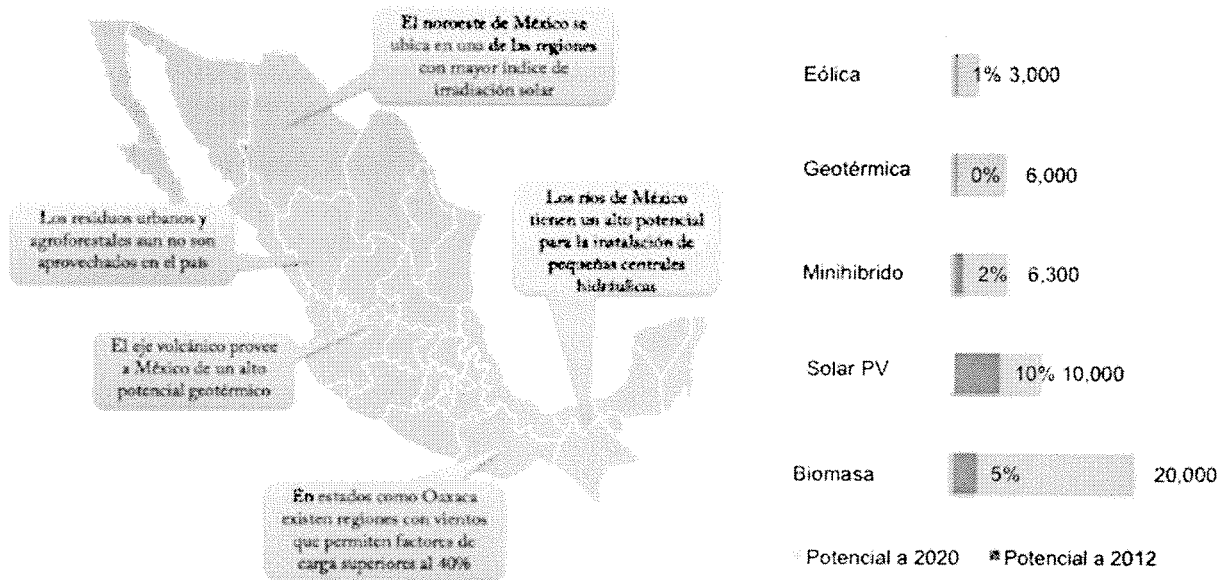 El noroeste de México se
ubica en una de las regiones
con mayor índice de
irradiación solar
Los residuos urbanos y
agroforestales aun no son
aprovechados en el país
Los ríos de México
tienen un alto potencial
para la instalación de
pequeñas centrales
hidráulicas
El eje volcánico provee
a México de un alto
potencial geotérmico
En estados como Oaxaca
existen regiones con vientos
que permiten factores de
carga superiores al 40%
Eólica 1% 3,000
Geotérmica 0% 6,000
Minihibrido 2% 6,300
Solar PV 10% 10,000
Biomasa 5% 20,000
Potencial a 2020 Potencial a 2012